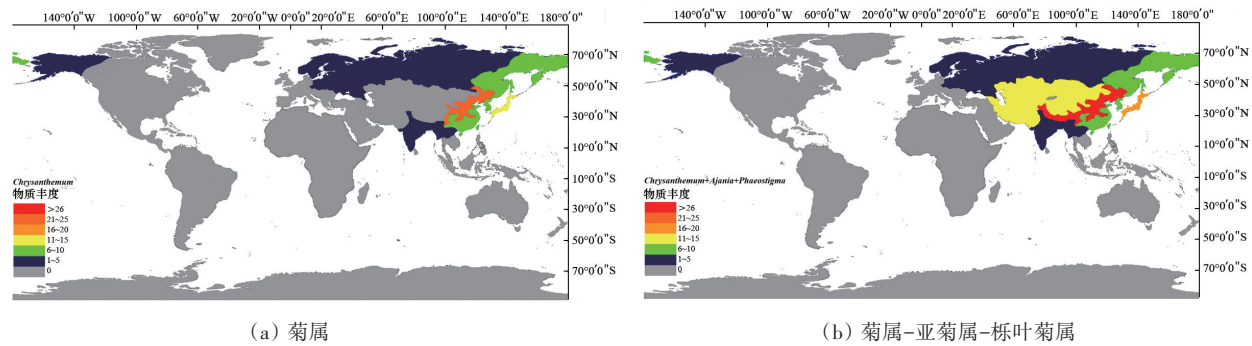 140°0'0"W 100°0'0"W 60°0'0"W 20°0'0"W 0°0'0"E 20°0'0"E 60°0'0"E 100°0'0"E 140°0'0"E 180°0'0"
70°0'0"N
50°0'0"N
30°0'0"N
10°0'0"N
10°0'0"S
30°0'0"S
50°0'0"S
70°0'0"S
Chrysanthemum
物质丰度
>26
21~25
16~20
11~15
6~10
1~5
0
(a) 菊属
140°0'0"W 100°0'0"W 60°0'0"W 20°0'0"W 0°0'0"E 20°0'0"E 60°0'0"E 100°0'0"E 140°0'0"E 180°0'0"
70°0'0"N
50°0'0"N
30°0'0"N
10°0'0"N
10°0'0"S
30°0'0"S
50°0'0"S
70°0'0"S
Chrysanthemum+Ajania+Phaeostigma
物质丰度
>26
21~25
16~20
11~15
6~10
1~5
0
(b) 菊属-亚菊属-栎叶菊属